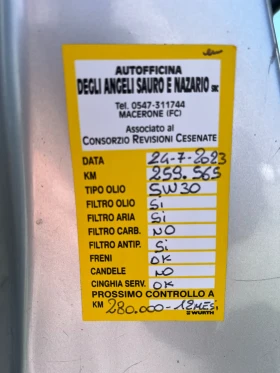 AUTOFFICINA
DEGLI ANGELI SAURO E NAZARIO snc
Tel. 0547-311744
MACERONE (FC)
Associato al
CONSORZIO REVISIONI CESENATE
DATA 24-7-2023
KM 259.565
TIPO OLIO 5W30
FILTRO OLIO Si
FILTRO ARIA Si
FILTRO CARB. NO
FILTRO ANTIP. Si
FRENI OK
CANDELE NO
CINGHIA SERV. OK
PROSSIMO CONTROLLO A
KM 280.000-12MESi
WÜRTH